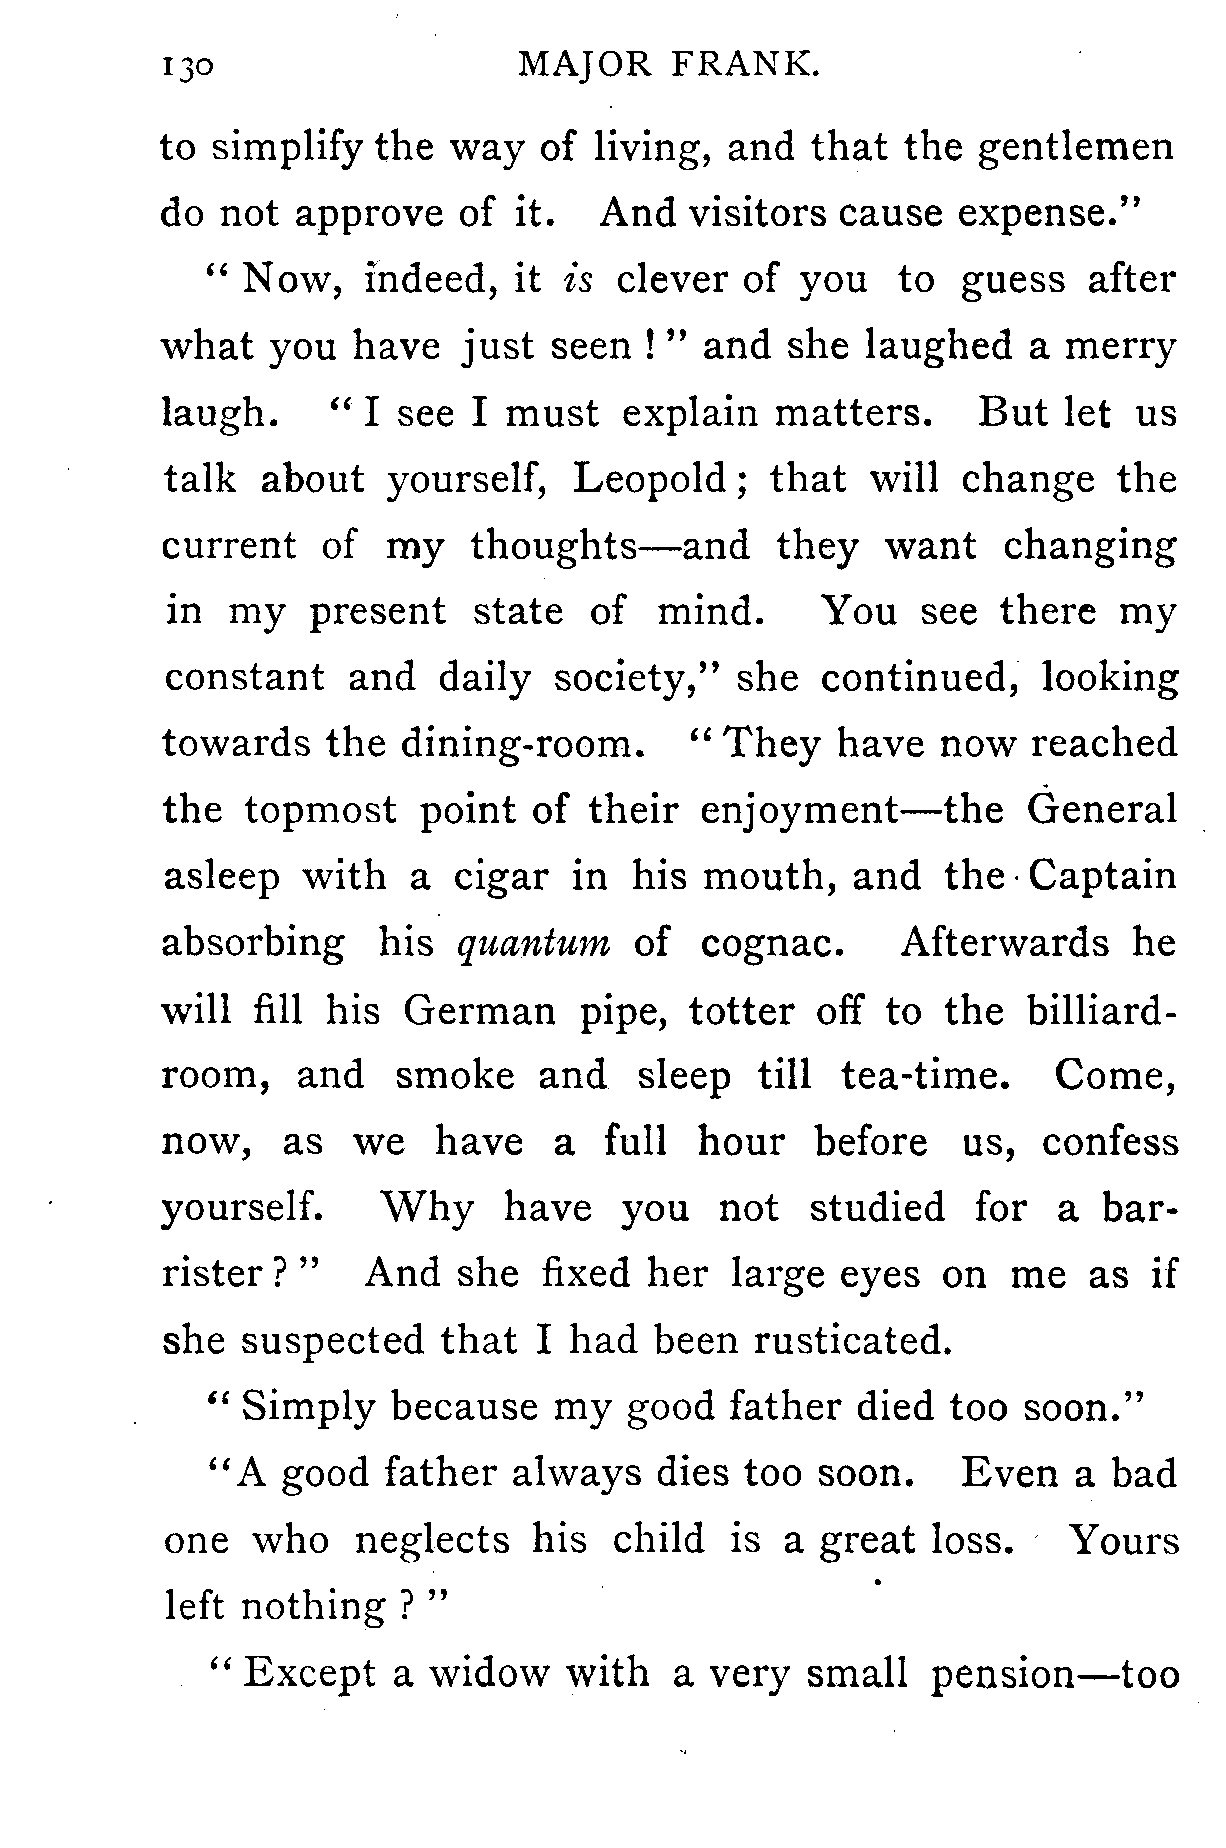 130 MAJOR FRANK.
to simplify the way of living, and that the gentlemen
do not approve of it. And visitors cause expense."
" Now, indeed, it is clever of you to guess after
what you have just seen ! " and she laughed a merry
laugh. " I see I must explain matters. But let us
talk about yourself, Leopold ; that will change the
current of my thoughts—and they want changing
in my present state of mind. You see there my
constant and daily society," she continued, looking
towards the dining-room. " They have now reached
the topmost point of their enjoyment—the General
asleep with a cigar in his mouth, and the Captain
absorbing his quantum of cognac. Afterwards he
will fill his German pipe, totter off to the billiard-
room, and smoke and sleep till tea-time. Come,
now, as we have a full hour before us, confess
yourself. Why have you not studied for a bar-
rister ? " And she fixed her large eyes on me as if
she suspected that I had been rusticated.
" Simply because my good father died too soon."
"A good father always dies too soon. Even a bad
one who neglects his child is a great loss. Yours
left nothing ? "
" Except a widow with a very small pension—too